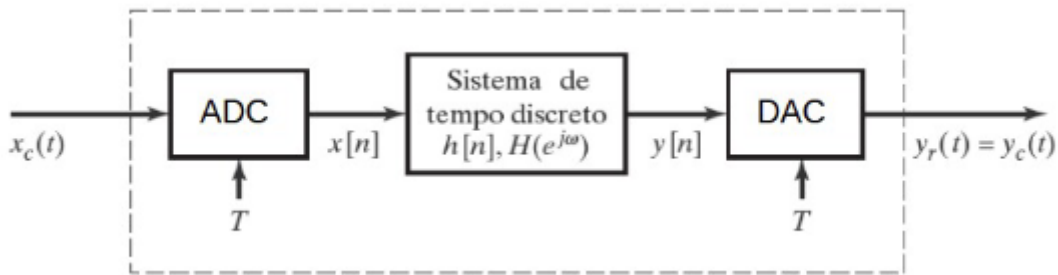 Sistema de
ADC
tempo discreto
DAC
x_c(t)
x[n]
h[n], H(e^{jω})
y[n]
y_r(t) = y_c(t)
T
T